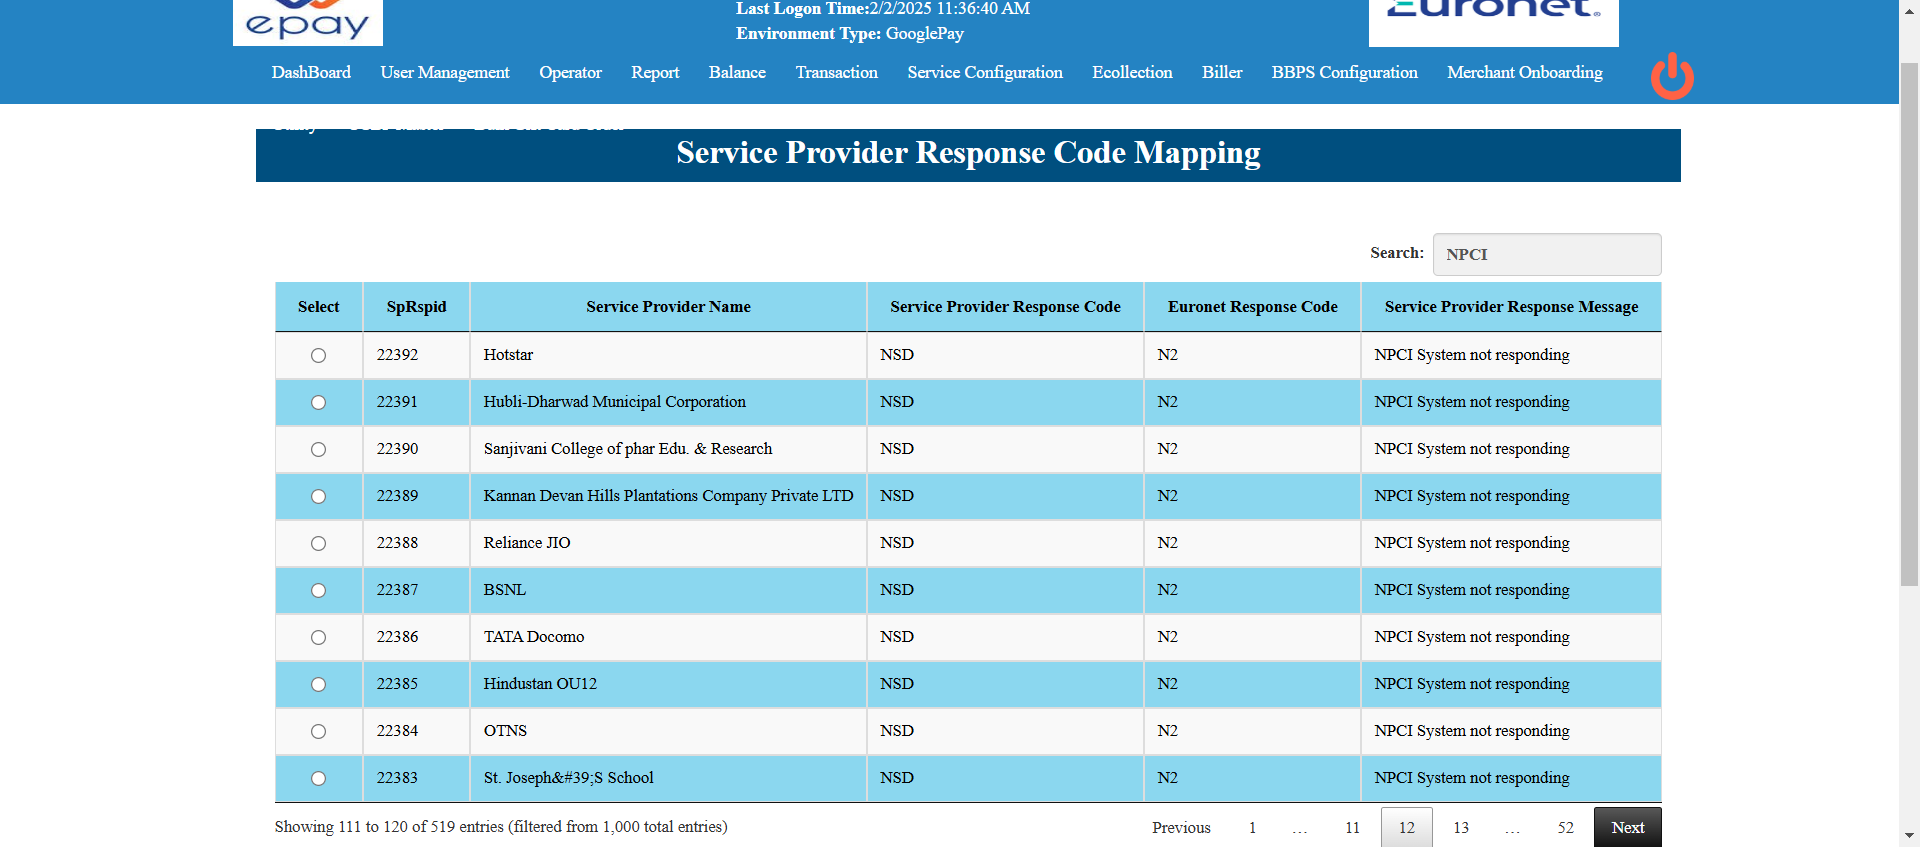 epay
Last Logon Time:2/2/2025 11:36:40 AM
Environment Type: GooglePay
Euronet
DashBoard User Management Operator Report Balance Transaction Service Configuration Ecollection Biller BBPS Configuration Merchant Onboarding
Service Provider Response Code Mapping
Search: NPCI
Select SpRspid Service Provider Name Service Provider Response Code Euronet Response Code Service Provider Response Message
22392 Hotstar NSD N2 NPCI System not responding
22391 Hubli-Dharwad Municipal Corporation NSD N2 NPCI System not responding
22390 Sanjivani College of phar Edu. & Research NSD N2 NPCI System not responding
22389 Kannan Devan Hills Plantations Company Private LTD NSD N2 NPCI System not responding
22388 Reliance JIO NSD N2 NPCI System not responding
22387 BSNL NSD N2 NPCI System not responding
22386 TATA Docomo NSD N2 NPCI System not responding
22385 Hindustan OU12 NSD N2 NPCI System not responding
22384 OTNS NSD N2 NPCI System not responding
22383 St. Joseph&#39;S School NSD N2 NPCI System not responding
Showing 111 to 120 of 519 entries (filtered from 1,000 total entries)
Previous 1 … 11 12 13 … 52 Next